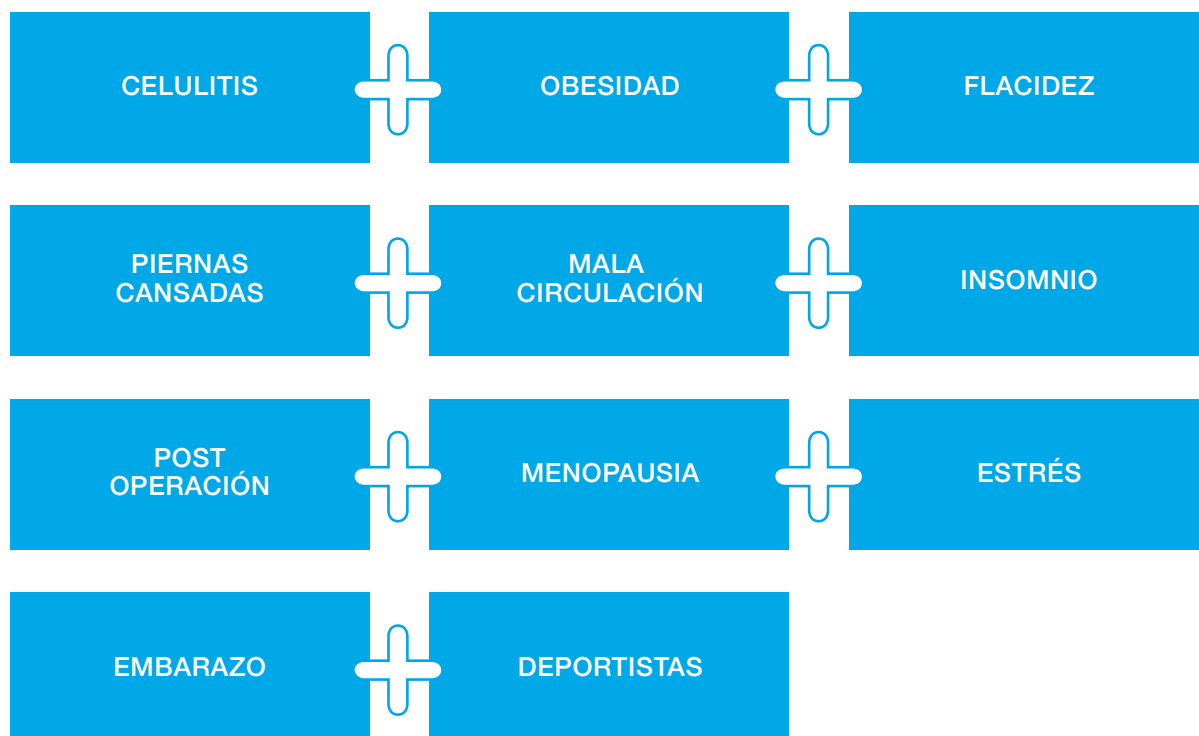 CELULITIS
OBESIDAD
FLACIDEZ
PIERNAS
CANSADAS
MALA
CIRCULACIÓN
INSOMNIO
POST
OPERACIÓN
MENOPAUSIA
ESTRÉS
EMBARAZO
DEPORTISTAS